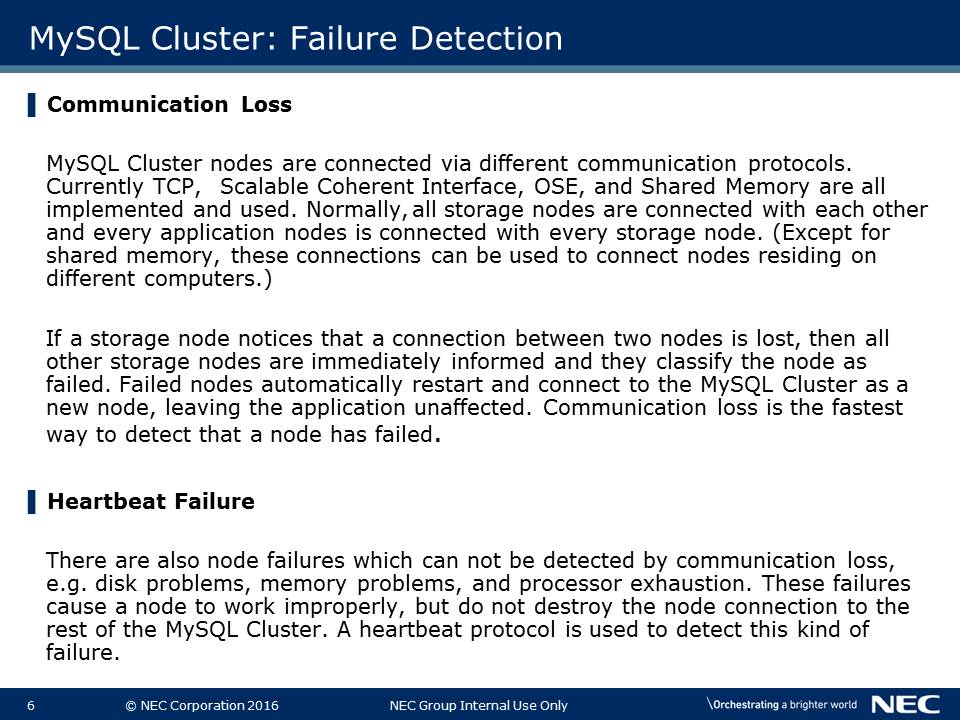 MySQL Cluster: Failure Detection
Communication Loss
MySQL Cluster nodes are connected via different communication protocols.
Currently TCP,  Scalable Coherent Interface, OSE, and Shared Memory are all
implemented and used. Normally, all storage nodes are connected with each other
and every application nodes is connected with every storage node. (Except for
shared memory, these connections can be used to connect nodes residing on
different computers.)
If a storage node notices that a connection between two nodes is lost, then all
other storage nodes are immediately informed and they classify the node as
failed. Failed nodes automatically restart and connect to the MySQL Cluster as a
new node, leaving the application unaffected. Communication loss is the fastest
way to detect that a node has failed.
Heartbeat Failure
There are also node failures which can not be detected by communication loss,
e.g. disk problems, memory problems, and processor exhaustion. These failures
cause a node to work improperly, but do not destroy the node connection to the
rest of the MySQL Cluster. A heartbeat protocol is used to detect this kind of
failure.
6 © NEC Corporation 2016 NEC Group Internal Use Only \Orchestrating a brighter world NEC